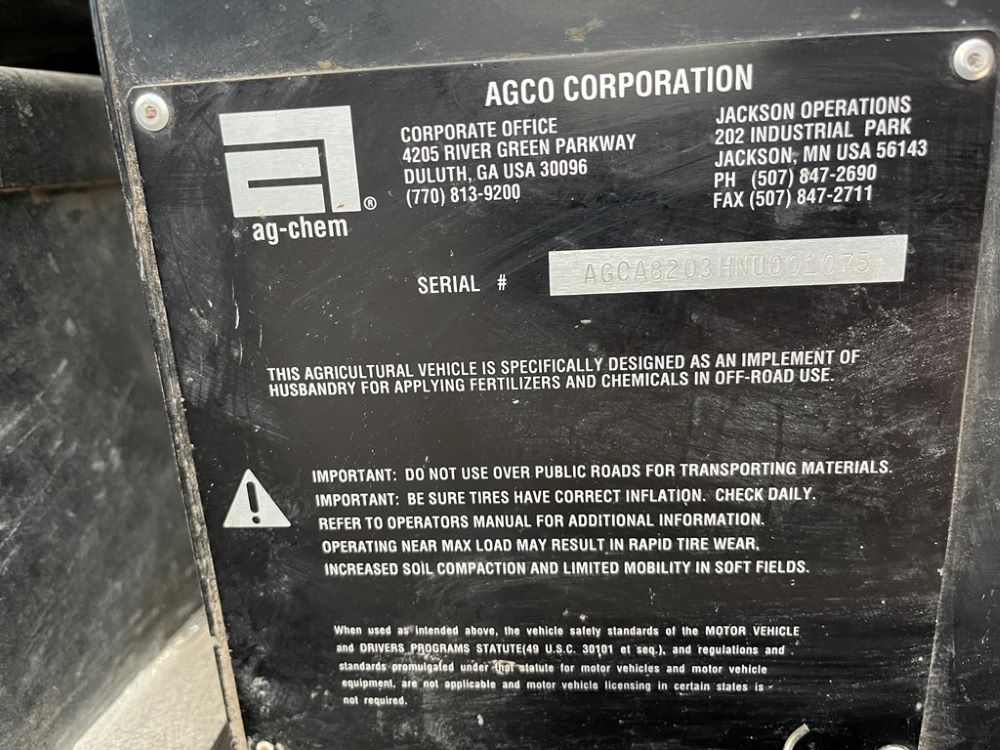 AGCO CORPORATION
CORPORATE OFFICE
4205 RIVER GREEN PARKWAY
DULUTH, GA USA 30096
(770) 813-9200
JACKSON OPERATIONS
202 INDUSTRIAL PARK
JACKSON, MN USA 56143
PH (507) 847-2690
FAX (507) 847-2711
®
ag-chem
SERIAL # AGCA8203HNU001075
THIS AGRICULTURAL VEHICLE IS SPECIFICALLY DESIGNED AS AN IMPLEMENT OF
HUSBANDRY FOR APPLYING FERTILIZERS AND CHEMICALS IN OFF-ROAD USE.
IMPORTANT: DO NOT USE OVER PUBLIC ROADS FOR TRANSPORTING MATERIALS.
IMPORTANT: BE SURE TIRES HAVE CORRECT INFLATION. CHECK DAILY.
REFER TO OPERATORS MANUAL FOR ADDITIONAL INFORMATION.
OPERATING NEAR MAX LOAD MAY RESULT IN RAPID TIRE WEAR,
INCREASED SOIL COMPACTION AND LIMITED MOBILITY IN SOFT FIELDS.
When used as intended above, the vehicle safety standards of the MOTOR VEHICLE
and DRIVERS PROGRAMS STATUTE(49 U.S.C. 30101 et seq.), and regulations and
standards promulgated under that statute for motor vehicles and motor vehicle
equipment, are not applicable and motor vehicle licensing in certain states is
not required.